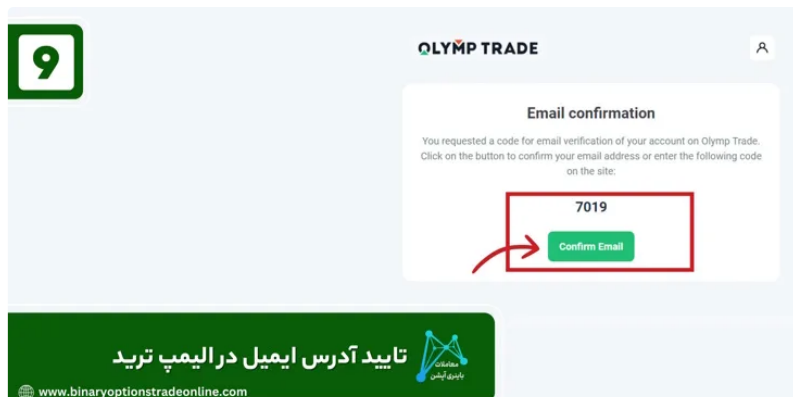 9
OLYMP TRADE
Email confirmation
You requested a code for email verification of your account on Olymp Trade.
Click on the button to confirm your email address or enter the following code
on the site:
7019
Confirm Email
تایید آدرس ایمیل در الیمپ ترید
معاملات
باینری آپشن
www.binaryoptionstradeonline.com